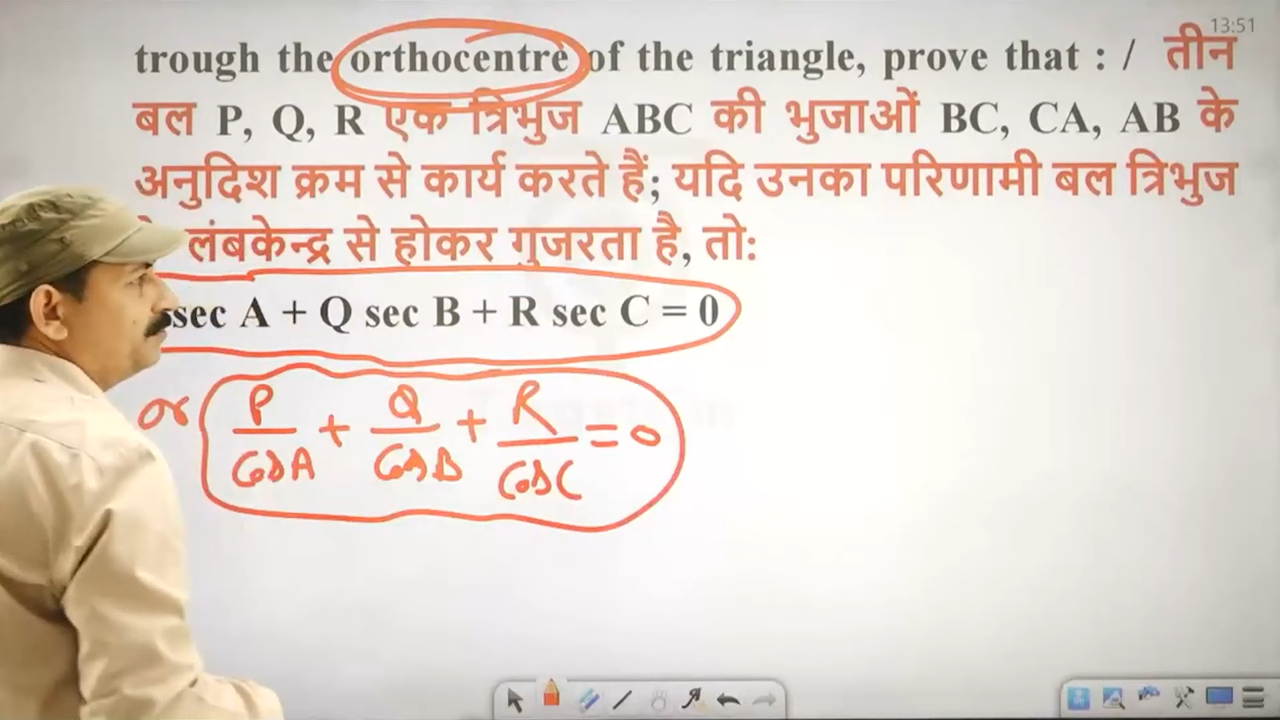 13:51
trough the orthocentre of the triangle, prove that : / तीन
बल P, Q, R एक त्रिभुज ABC की भुजाओं BC, CA, AB के
अनुदिश क्रम से कार्य करते हैं; यदि उनका परिणामी बल त्रिभुज
लंबकेन्द्र से होकर गुजरता है, तो:
sec A + Q sec B + R sec C = 0
or P/cosA + Q/cosB + R/cosC = 0